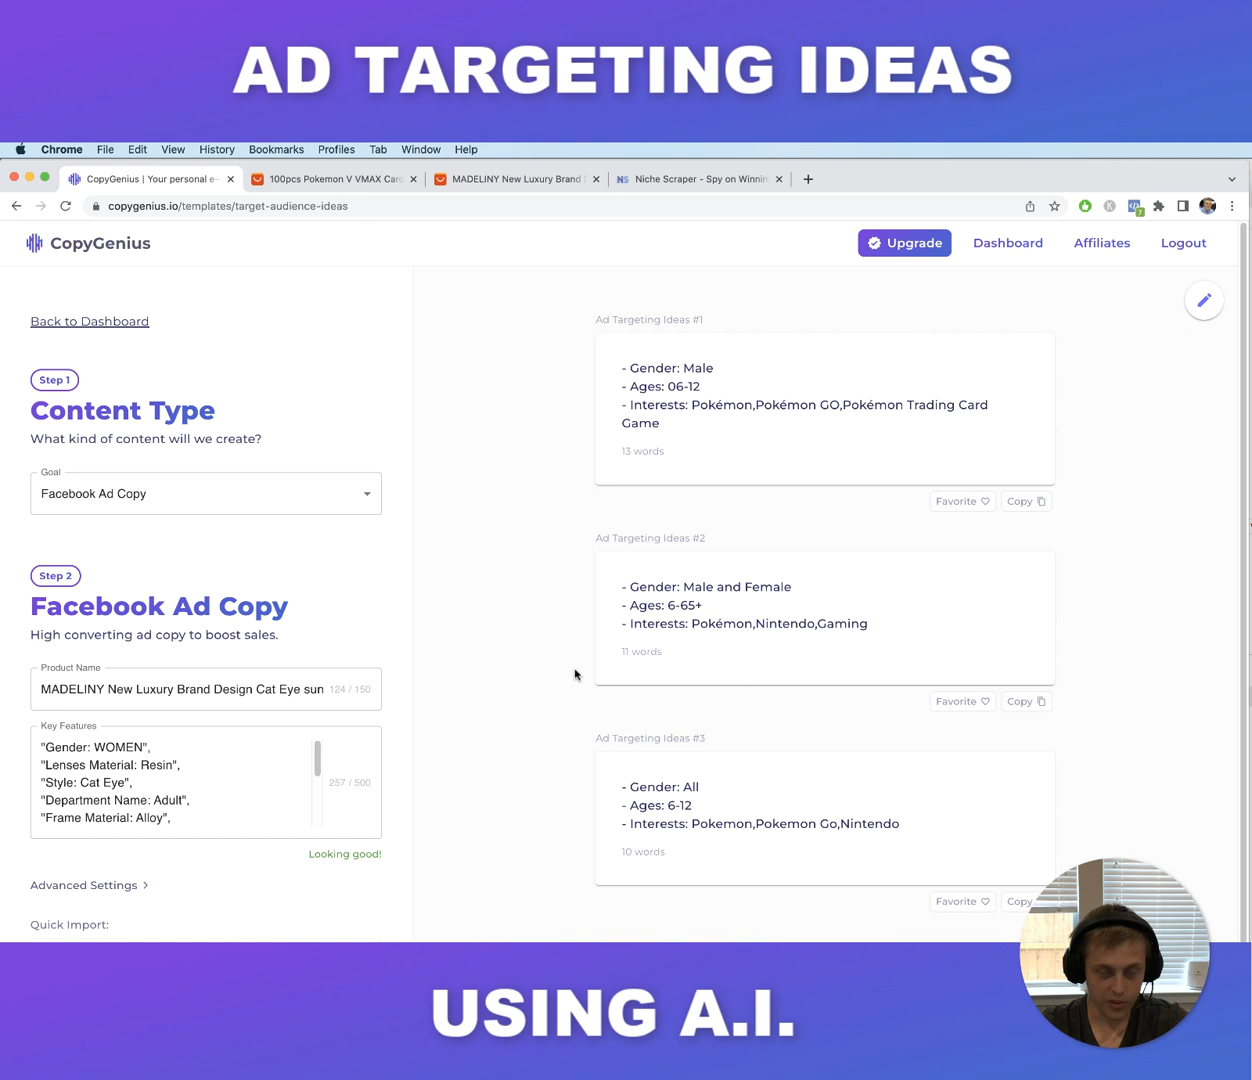 AD TARGETING IDEAS
Chrome File Edit View History Bookmarks Profiles Tab Window Help
CopyGenius | Your personal e- 100pcs Pokemon V VMAX Card MADELINY New Luxury Brand NS Niche Scraper - Spy on Winnin
copygenius.io/templates/target-audience-ideas
7
CopyGenius
Upgrade Dashboard Affiliates Logout
Back to Dashboard
Step 1
Content Type
What kind of content will we create?
Goal
Facebook Ad Copy
Step 2
Facebook Ad Copy
High converting ad copy to boost sales.
Product Name
MADELINY New Luxury Brand Design Cat Eye sun 124 / 150
Key Features
"Gender: WOMEN",
"Lenses Material: Resin",
"Style: Cat Eye",
257 / 500
"Department Name: Adult",
"Frame Material: Alloy",
Looking good!
Advanced Settings >
Quick Import:
Ad Targeting Ideas #1
- Gender: Male
- Ages: 06-12
- Interests: Pokémon,Pokémon GO,Pokémon Trading Card
Game
13 words
Favorite Copy
Ad Targeting Ideas #2
- Gender: Male and Female
- Ages: 6-65+
- Interests: Pokémon,Nintendo,Gaming
11 words
Favorite Copy
Ad Targeting Ideas #3
- Gender: All
- Ages: 6-12
- Interests: Pokemon,Pokemon Go,Nintendo
10 words
Favorite Copy
USING A.I.